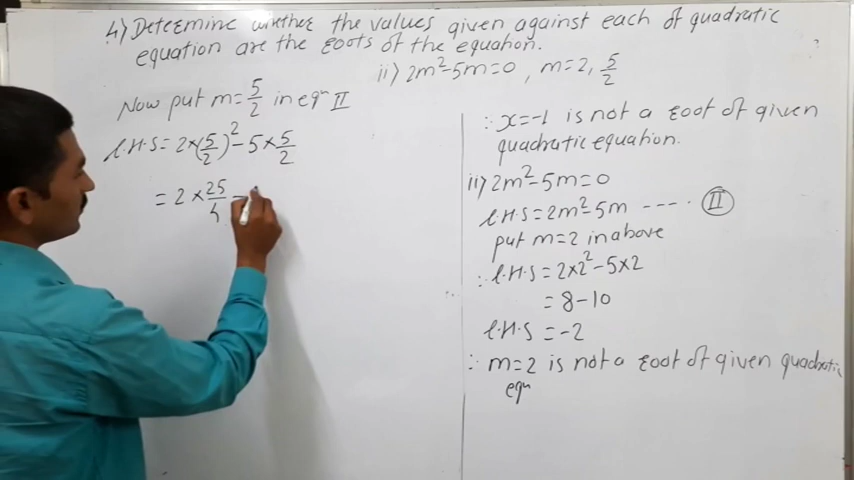 4) Determine whether the values given against each of quadratic
equation are the roots of the equation.
ii) 2m²-5m=0 , m=2, 5/2
Now put m=5/2 in eqⁿ II
L.H.S = 2×(5/2)² - 5×5/2
= 2×25/4 -
∴ x=-1 is not a root of given
quadratic equation.
ii) 2m²-5m=0
L.H.S = 2m²-5m ---- · II
put m=2 in above
∴ L.H.S = 2×2²-5×2
= 8-10
L.H.S = -2
∴ m=2 is not a root of given quadratic
eqⁿ